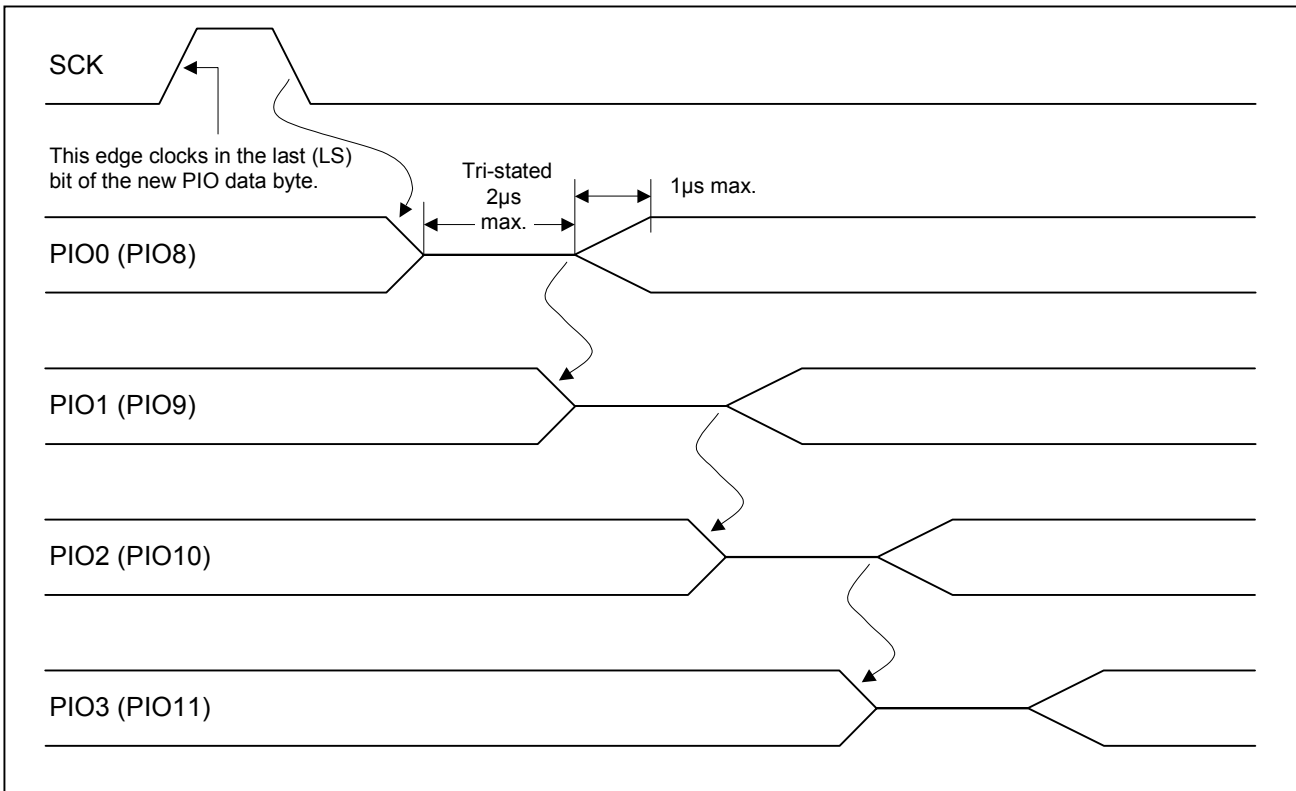 SCK
This edge clocks in the last (LS)
bit of the new PIO data byte.
Tri-stated
2µs
max.
1µs max.
PIO0 (PIO8)
PIO1 (PIO9)
PIO2 (PIO10)
PIO3 (PIO11)